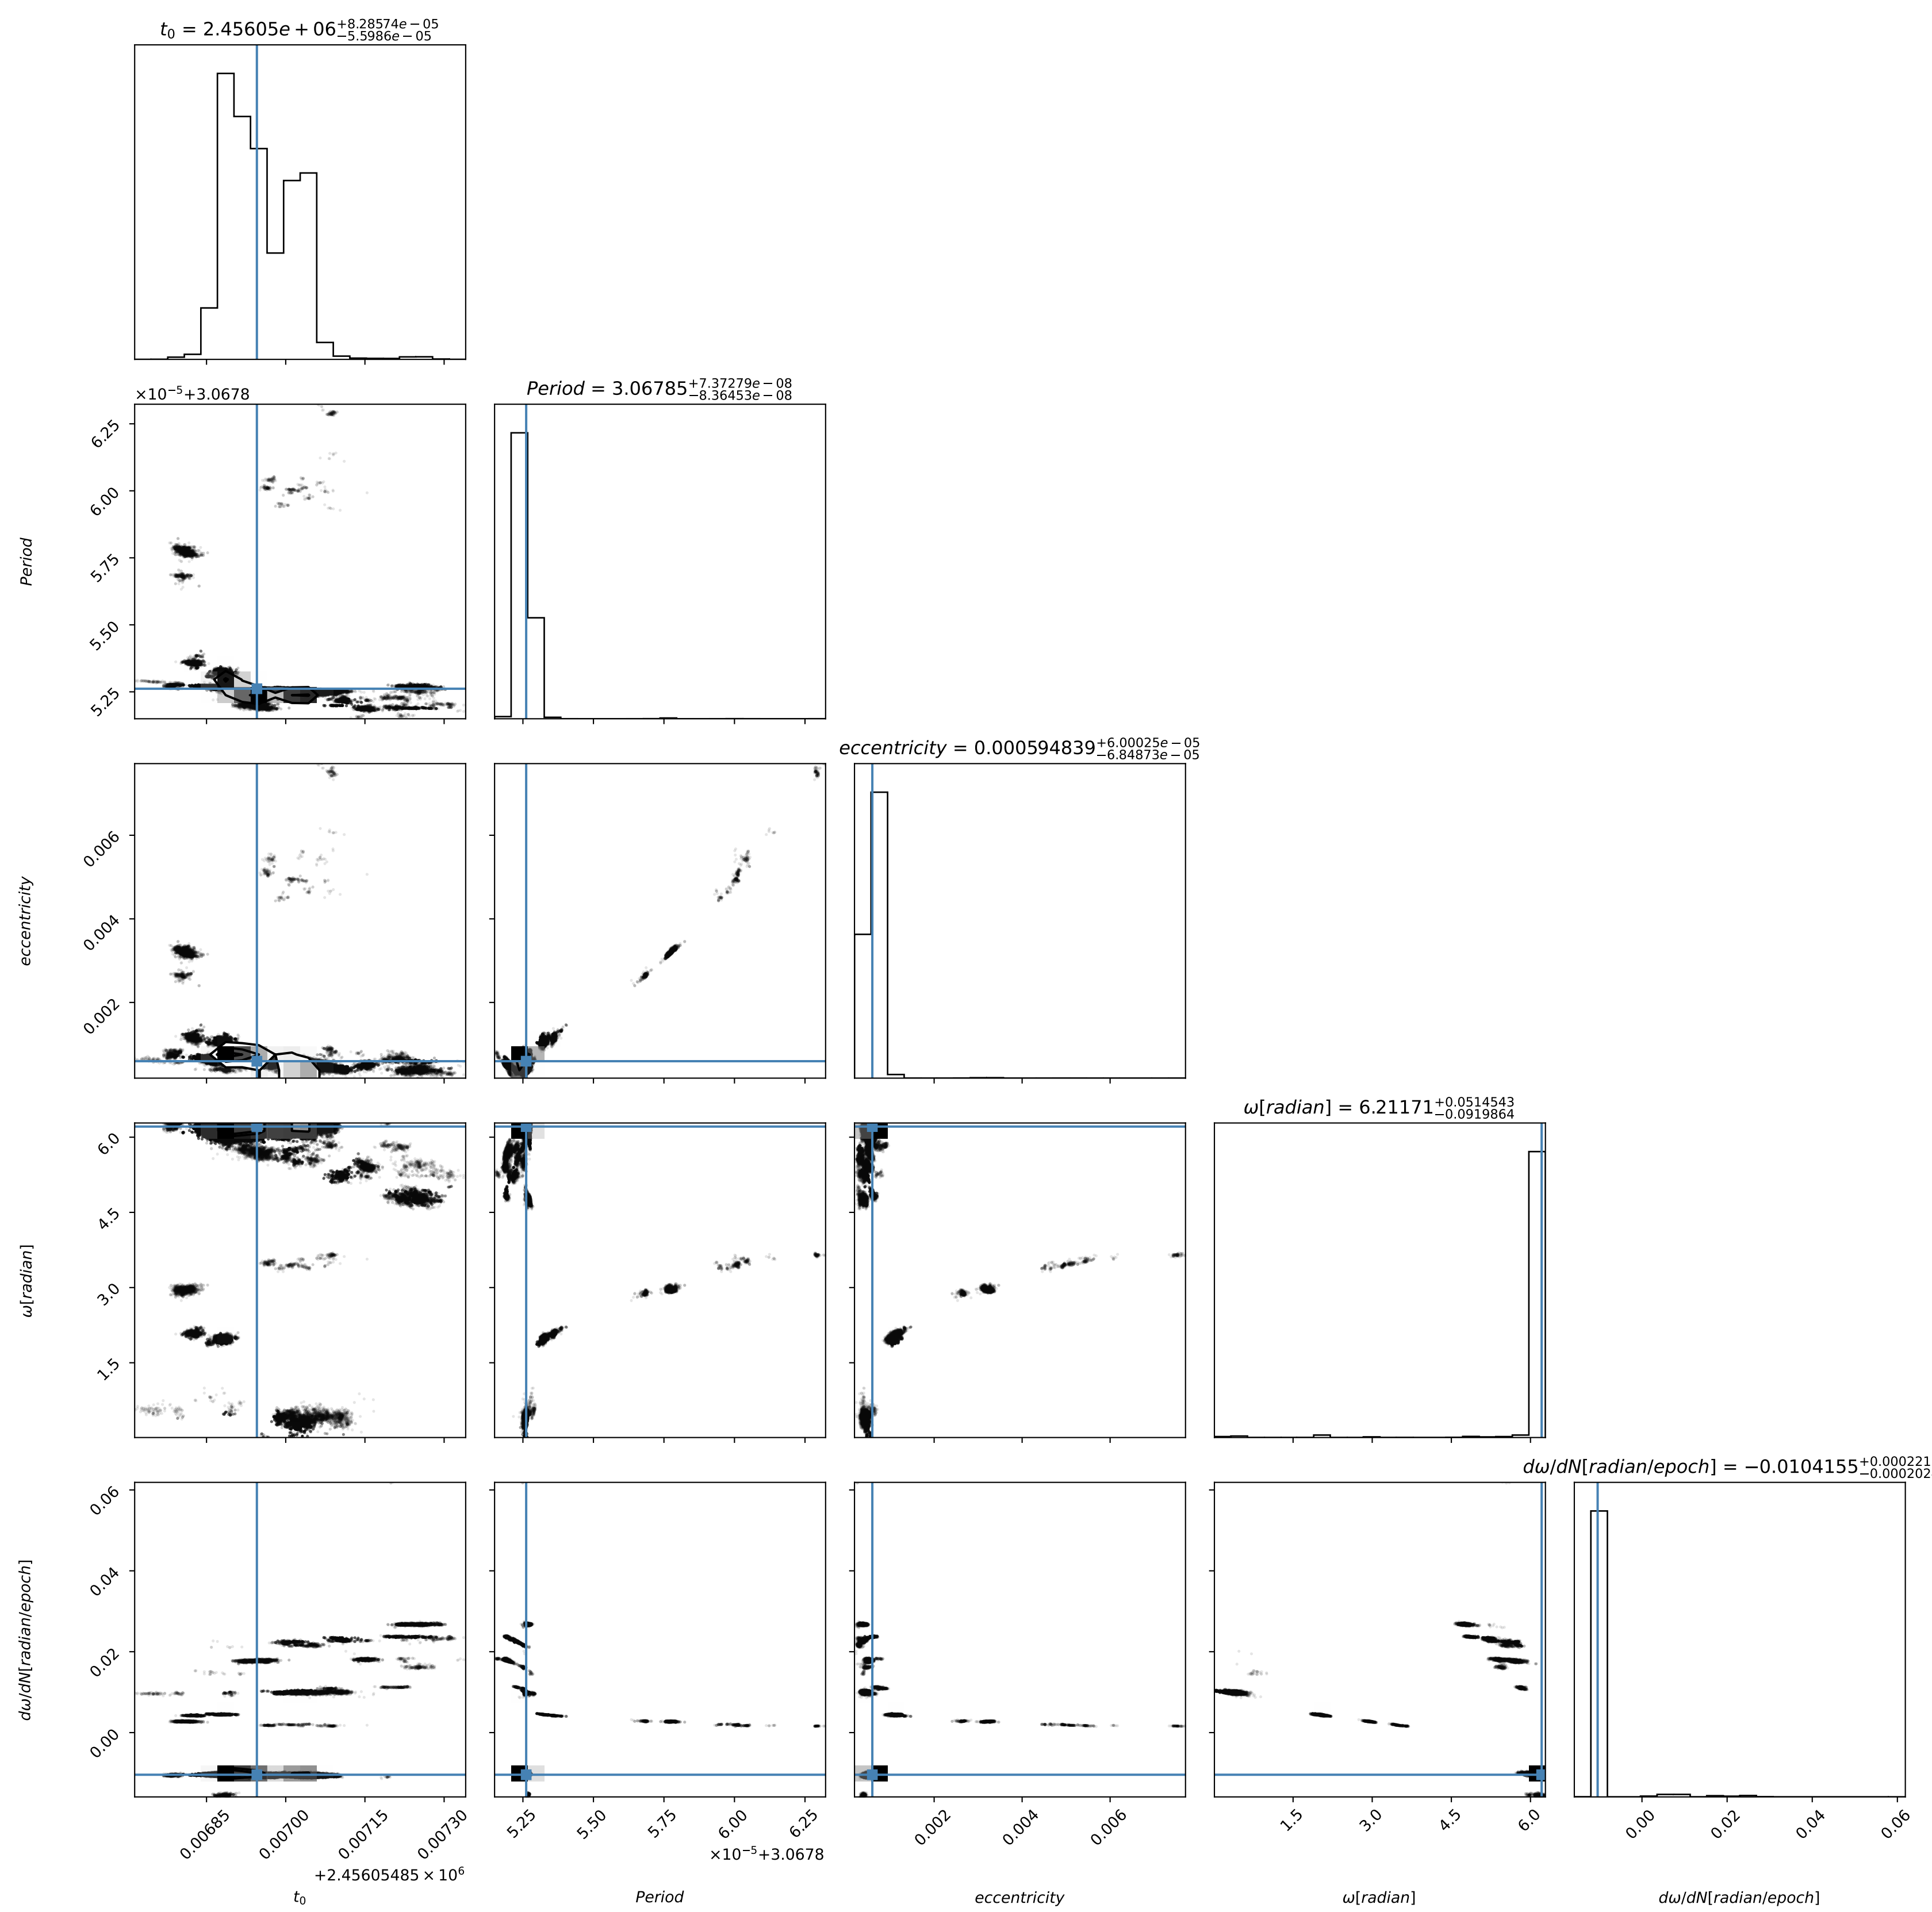 t₀ = 2.45605e + 06 +8.28574e − 05 −5.5986e − 05
×10⁻⁵+3.0678
Period = 3.06785 +7.37279e − 08 −8.36453e − 08
6.25
6.00
5.75
5.50
5.25
Period
eccentricity = 0.000594839 +6.00025e − 05 −6.84873e − 05
0.006
0.004
0.002
eccentricity
ω[radian] = 6.21171 +0.0514543 −0.0919864
6.0
4.5
3.0
1.5
ω[radian]
dω/dN[radian/epoch] = −0.0104155 +0.000221 −0.000202
0.06
0.04
0.02
0.00
dω/dN[radian/epoch]
0.00685 0.00700 0.00715 0.00730
+2.45605485 × 10⁶
t₀
5.25 5.50 5.75 6.00 6.25
×10⁻⁵+3.0678
Period
0.002 0.004 0.006
eccentricity
1.5 3.0 4.5 6.0
ω[radian]
0.00 0.02 0.04 0.06
dω/dN[radian/epoch]